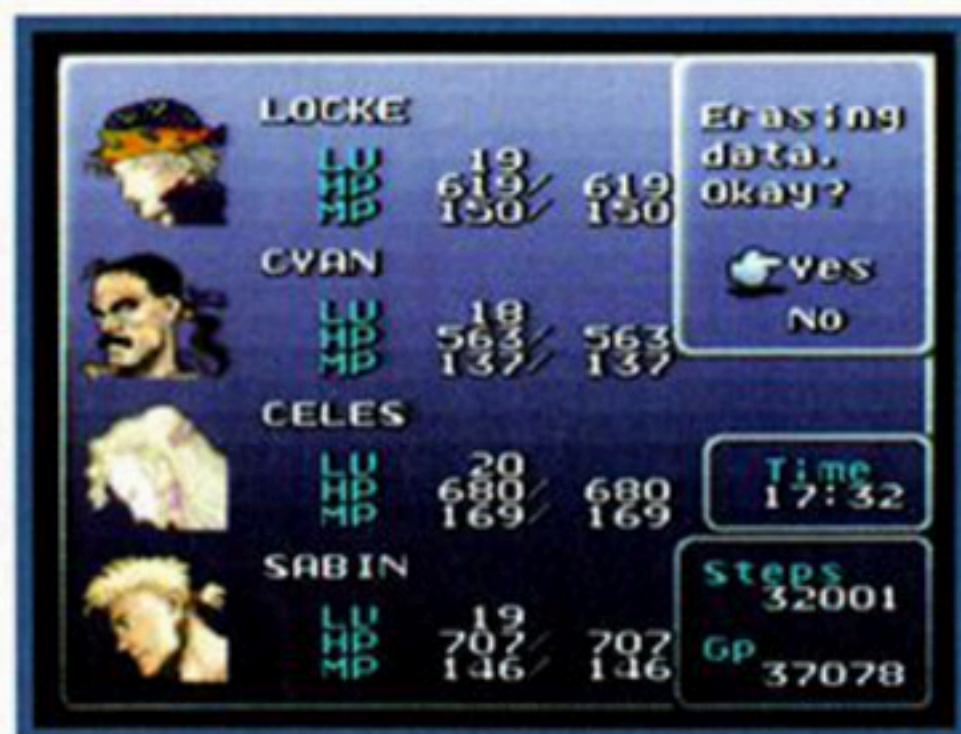 LOCKE
LV 19
HP 619/ 619
MP 150/ 150
CYAN
LV 18
HP 563/ 563
MP 137/ 137
CELES
LV 20
HP 680/ 680
MP 169/ 169
SABIN
LV 19
HP 707/ 707
MP 146/ 146
Erasing
data.
Okay?
Yes
No
Time
17:32
Steps
32001
Gp
37078